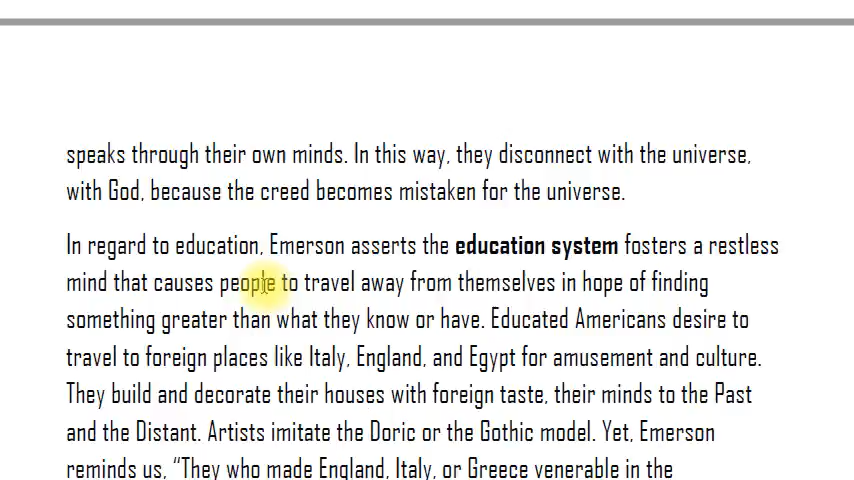 speaks through their own minds. In this way, they disconnect with the universe,
with God, because the creed becomes mistaken for the universe.
In regard to education, Emerson asserts the education system fosters a restless
mind that causes people to travel away from themselves in hope of finding
something greater than what they know or have. Educated Americans desire to
travel to foreign places like Italy, England, and Egypt for amusement and culture.
They build and decorate their houses with foreign taste, their minds to the Past
and the Distant. Artists imitate the Doric or the Gothic model. Yet, Emerson
reminds us, “They who made England, Italy, or Greece venerable in the